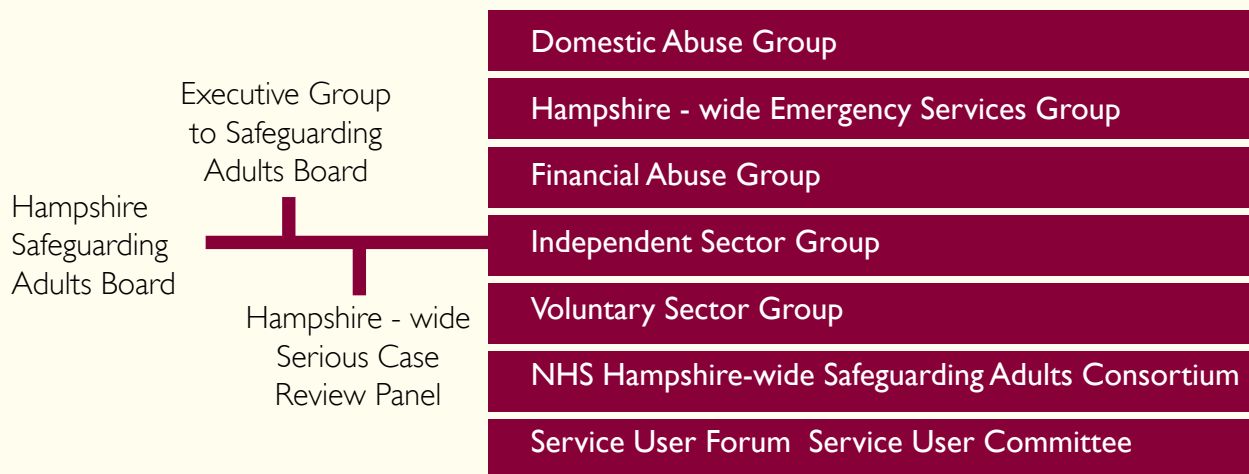 Hampshire
Safeguarding
Adults Board
Executive Group
to Safeguarding
Adults Board
Hampshire - wide
Serious Case
Review Panel
Domestic Abuse Group
Hampshire - wide Emergency Services Group
Financial Abuse Group
Independent Sector Group
Voluntary Sector Group
NHS Hampshire-wide Safeguarding Adults Consortium
Service User Forum  Service User Committee